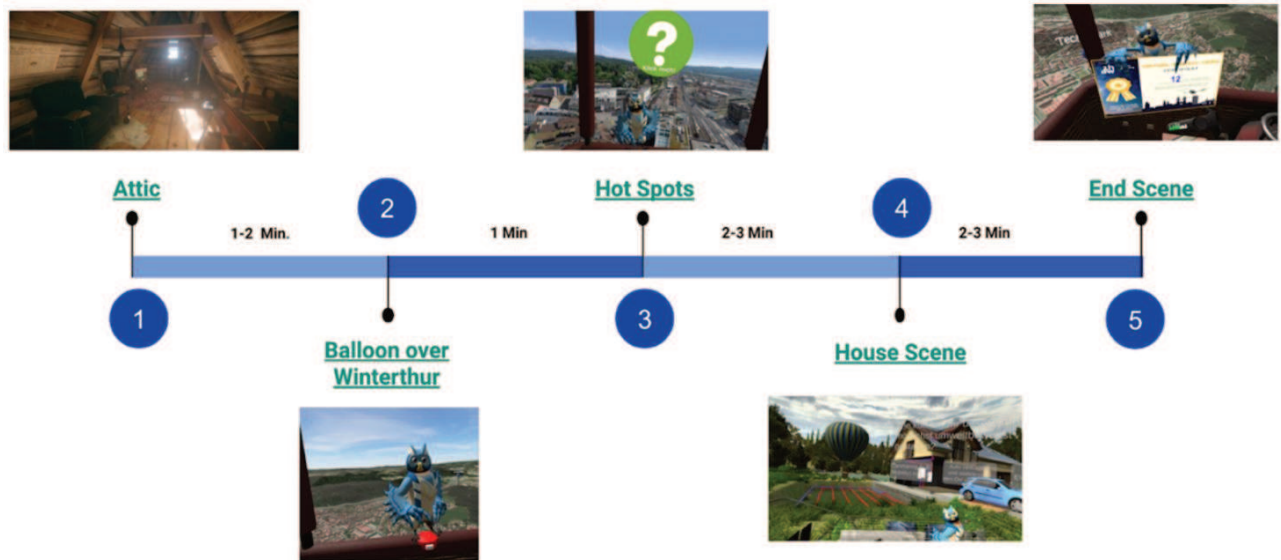 ?
Attic
2
Hot Spots
4
End Scene
1-2 Min.
1 Min
2-3 Min
2-3 Min
1
3
5
Balloon over
Winterthur
House Scene
12